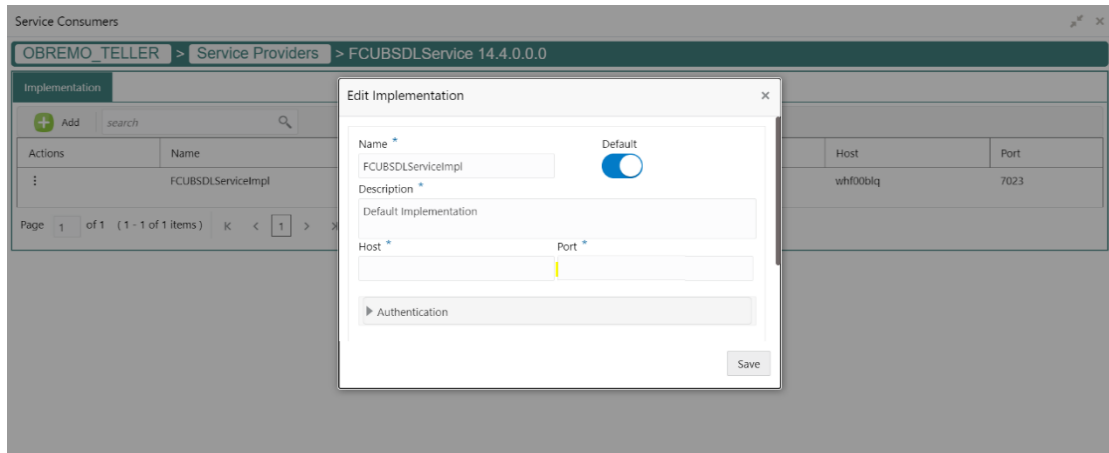 Service Consumers
OBREMO_TELLER > Service Providers > FCUBSDLService 14.4.0.0.0
Implementation
Edit Implementation
Add search
Name * Default
Actions Name Host Port
FCUBSDLServiceImpl
FCUBSDLServiceImpl whf00blq 7023
Description *
Default Implementation
Page 1 of 1 (1 - 1 of 1 items) K < 1 >
Host * Port *
Authentication
Save